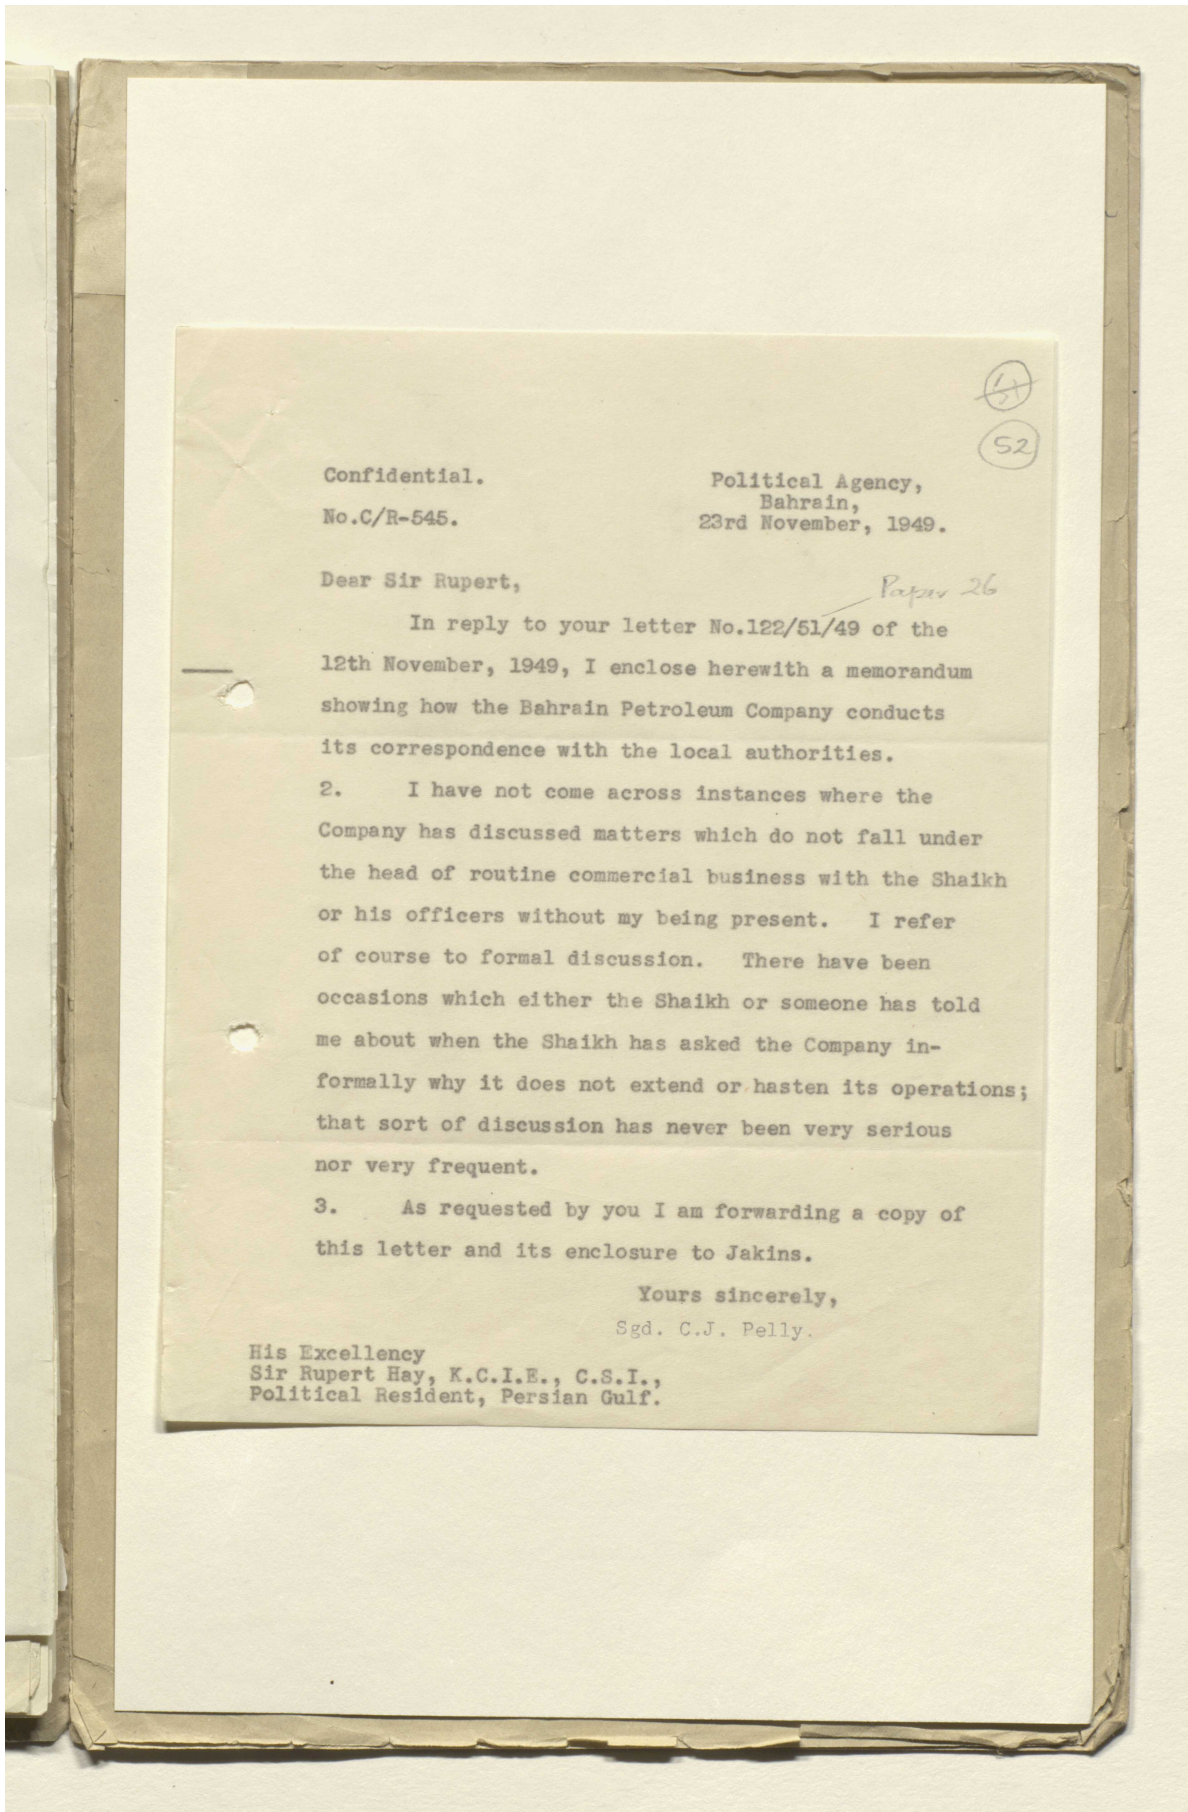 52
Confidential.
Political Agency,
Bahrain,
No.C/R-545.
23rd November, 1949.
Dear Sir Rupert,
Paper 26
In reply to your letter No.122/51/49 of the
12th November, 1949, I enclose herewith a memorandum
showing how the Bahrain Petroleum Company conducts
its correspondence with the local authorities.
2. I have not come across instances where the
Company has discussed matters which do not fall under
the head of routine commercial business with the Shaikh
or his officers without my being present. I refer
of course to formal discussion. There have been
occasions which either the Shaikh or someone has told
me about when the Shaikh has asked the Company in-
formally why it does not extend or hasten its operations;
that sort of discussion has never been very serious
nor very frequent.
3. As requested by you I am forwarding a copy of
this letter and its enclosure to Jakins.
Yours sincerely,
Sgd. C.J. Pelly.
His Excellency
Sir Rupert Hay, K.C.I.E., C.S.I.,
Political Resident, Persian Gulf.